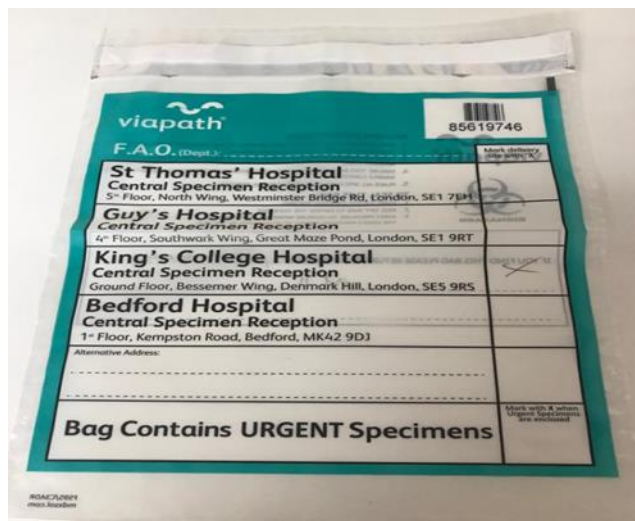 viapath
85619746
F.A.O. (Dept.):
Mark delivery
site with 'X'
St Thomas' Hospital
Central Specimen Reception
5th Floor, North Wing, Westminster Bridge Rd, London, SE1 7EH
Guy's Hospital
Central Specimen Reception
4th Floor, Southwark Wing, Great Maze Pond, London, SE1 9RT
King's College Hospital
Central Specimen Reception
X
Ground Floor, Bessemer Wing, Denmark Hill, London, SE5 9RS
Bedford Hospital
Central Specimen Reception
1st Floor, Kempston Road, Bedford, MK42 9DJ
Alternative Address:
Mark with X when
Urgent Specimens
are enclosed
Bag Contains URGENT Specimens